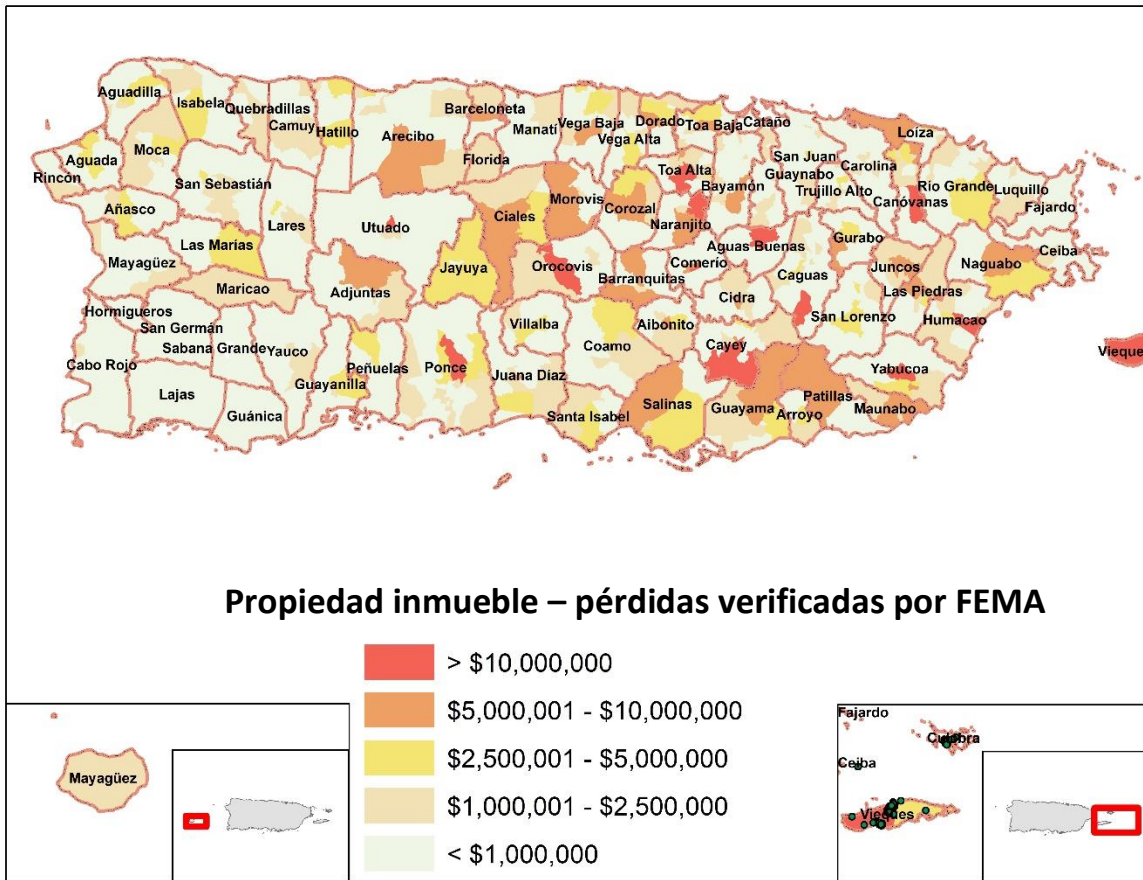 Aguadilla
Isabela
Quebradillas
Camuy
Hatillo
Arecibo
Barceloneta
Manatí
Vega Baja
Vega Alta
Dorado
Toa Baja
Cataño
San Juan
Guaynabo
Carolina
Loíza
Aguada
Rincón
Moca
San Sebastián
Florida
Morovis
Corozal
Toa Alta
Bayamón
Naranjito
Trujillo Alto
Canóvanas
Río Grande
Luquillo
Fajardo
Añasco
Las Marías
Lares
Utuado
Ciales
Orocovis
Barranquitas
Comerío
Aguas Buenas
Gurabo
Caguas
Juncos
Naguabo
Ceiba
Mayagüez
Maricao
Adjuntas
Jayuya
Cidra
Las Piedras
Humacao
Hormigueros
San Germán
Sabana Grande
Yauco
Villalba
Coamo
Aibonito
Cayey
San Lorenzo
Vieque
Cabo Rojo
Lajas
Guánica
Guayanilla
Peñuelas
Ponce
Juana Díaz
Santa Isabel
Salinas
Guayama
Arroyo
Patillas
Yabucoa
Maunabo
Propiedad inmueble – pérdidas verificadas por FEMA
> $10,000,000
$5,000,001 - $10,000,000
$2,500,001 - $5,000,000
$1,000,001 - $2,500,000
< $1,000,000
Mayagüez
Fajardo
Culebra
Ceiba
Vieques